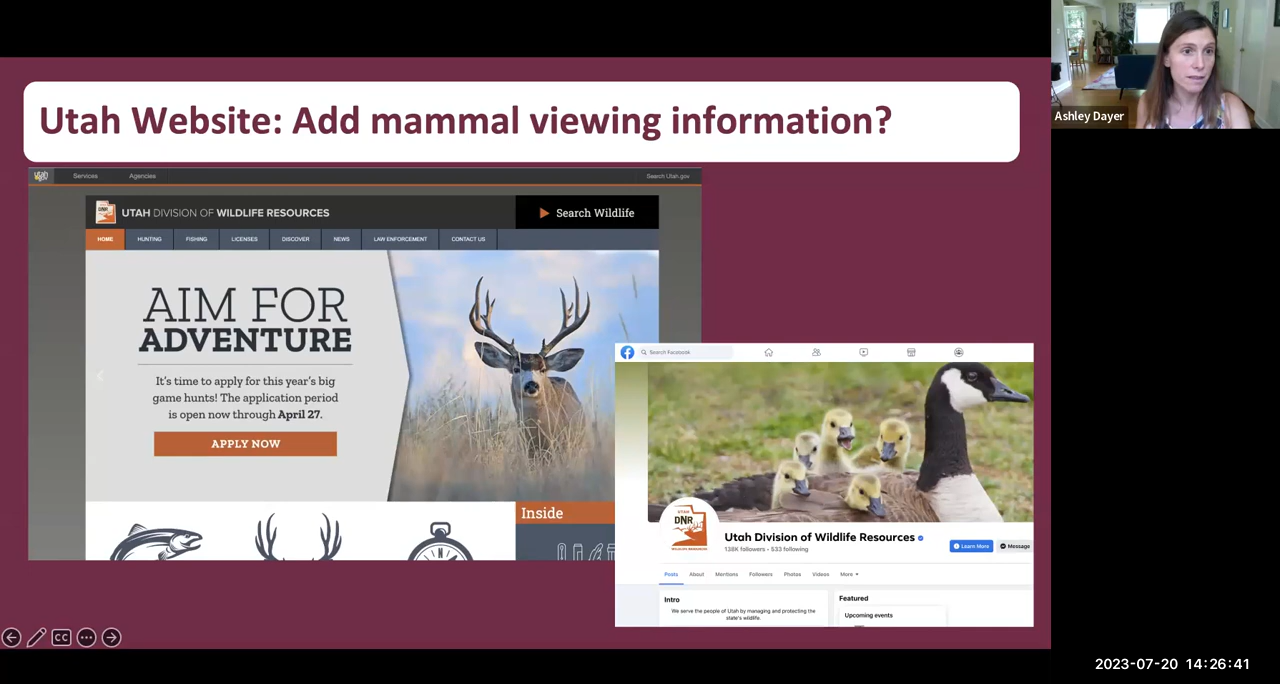 Utah Website: Add mammal viewing information?
Ashley Dayer
Services Agencies Search Utah.gov
UTAH DIVISION OF WILDLIFE RESOURCES
Search Wildlife
HOME HUNTING FISHING LICENSES DISCOVER NEWS LAW ENFORCEMENT CONTACT US
AIM FOR
ADVENTURE
It's time to apply for this year's big
game hunts! The application period
is open now through April 27.
APPLY NOW
Inside
Search Facebook
UTAH
DNR
WILDLIFE RESOURCES
Utah Division of Wildlife Resources
138K followers • 533 following
Learn More Message
Posts About Mentions Followers Photos Videos More
Intro
We serve the people of Utah by managing and protecting the
state's wildlife.
Featured
Upcoming events
CC
2023-07-20 14:26:41